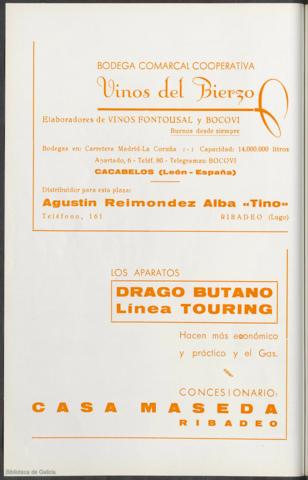 BODEGA COMARCAL COOPERATIVA
Vinos del Bierzo
Elaboradores de VINOS FONTOUSAL y BOCOVI
Buenos desde siempre
Bodegas en: Carretera Madrid-La Coruña :-: Capacidad: 14.000.000 litros
Apartado, 6 - Teléf. 80 - Telegramas: BOCOVI
CACABELOS (León - España)
Distribuidor para esta plaza:
Agustín Reimondez Alba «Tino»
Teléfono, 161 RIBADEO (Lugo)
LOS APARATOS
DRAGO BUTANO
Línea TOURING
Hacen más económico
y práctico y el Gas.
CONCESIONARIO:
CASA MASEDA
RIBADEO
Biblioteca de Galicia